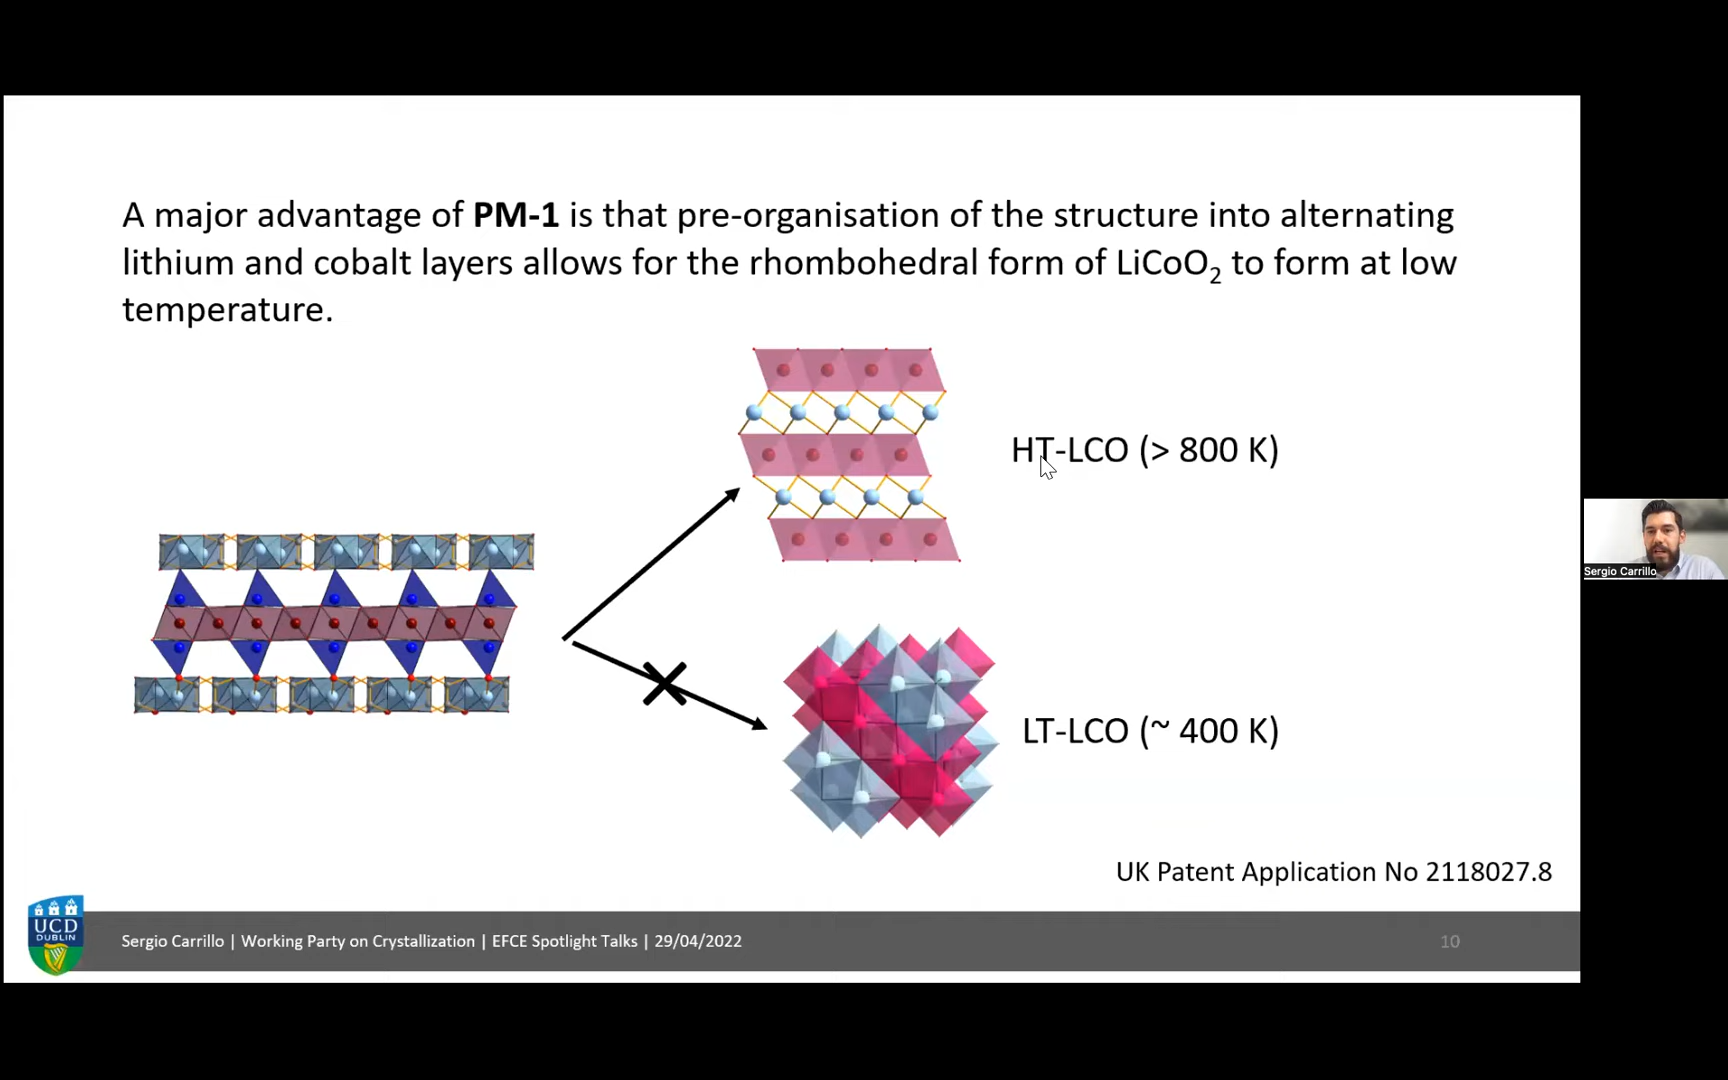 A major advantage of PM-1 is that pre-organisation of the structure into alternating
lithium and cobalt layers allows for the rhombohedral form of LiCoO₂ to form at low
temperature.
HT-LCO (> 800 K)
Sergio Carrillo
LT-LCO (~ 400 K)
UK Patent Application No 2118027.8
UCD
DUBLIN
Sergio Carrillo | Working Party on Crystallization | EFCE Spotlight Talks | 29/04/2022
10